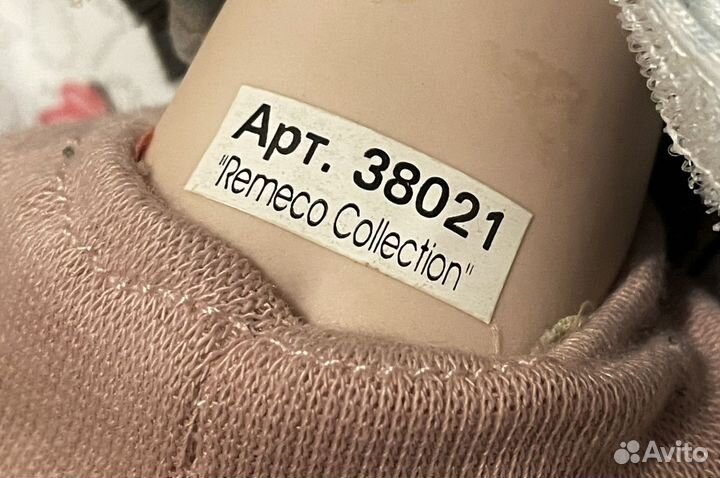 Арт. 38021
"Remeco Collection"
Avito